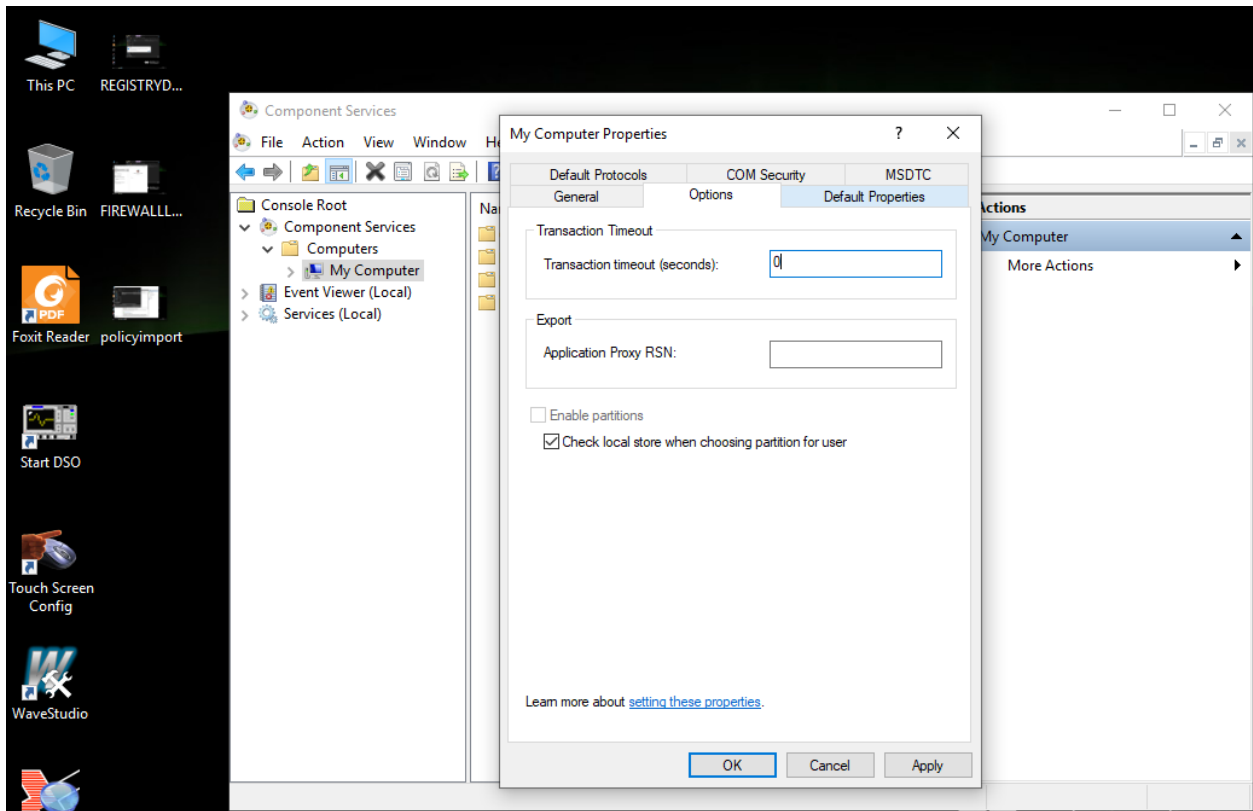 This PC
REGISTRYD...
Recycle Bin
FIREWALLL...
PDF
Foxit Reader
policyimport
Start DSO
Touch Screen
Config
WaveStudio
Component Services
File Action View Window He
Console Root
Component Services
Computers
My Computer
Event Viewer (Local)
Services (Local)
Na
My Computer Properties
Default Protocols COM Security MSDTC
General Options Default Properties
Transaction Timeout
Transaction timeout (seconds): 0
Export
Application Proxy RSN:
Enable partitions
Check local store when choosing partition for user
Learn more about setting these properties.
OK Cancel Apply
Actions
My Computer
More Actions